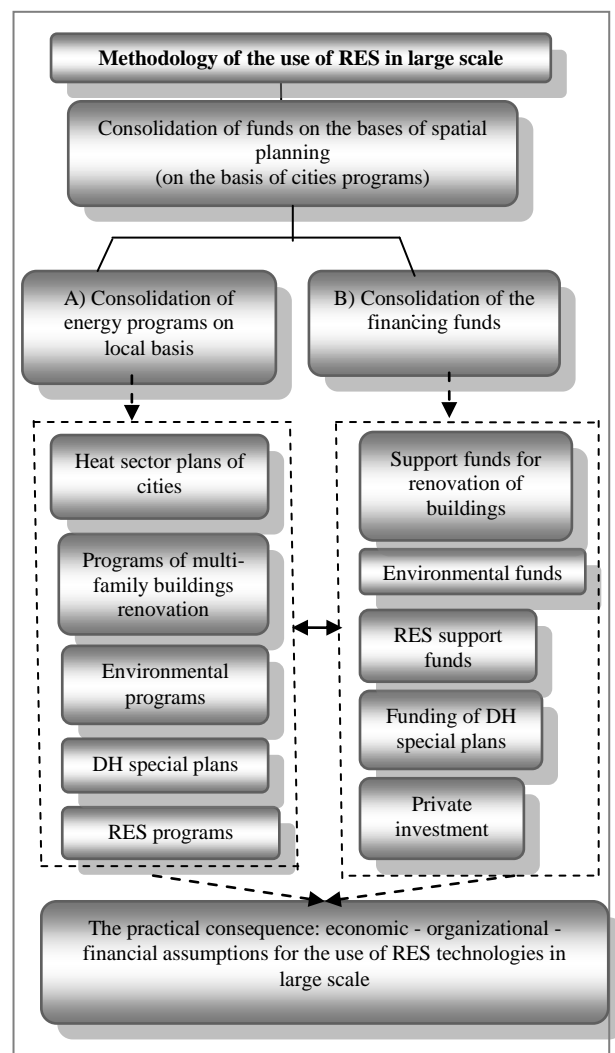 Methodology of the use of RES in large scale
Consolidation of funds on the bases of spatial
planning
(on the basis of cities programs)
A) Consolidation of
energy programs on
local basis
B) Consolidation of the
financing funds
Heat sector plans of
cities
Programs of multi-
family buildings
renovation
Environmental
programs
DH special plans
RES programs
Support funds for
renovation of
buildings
Environmental funds
RES support
funds
Funding of DH
special plans
Private
investment
The practical consequence: economic - organizational -
financial assumptions for the use of RES technologies in
large scale